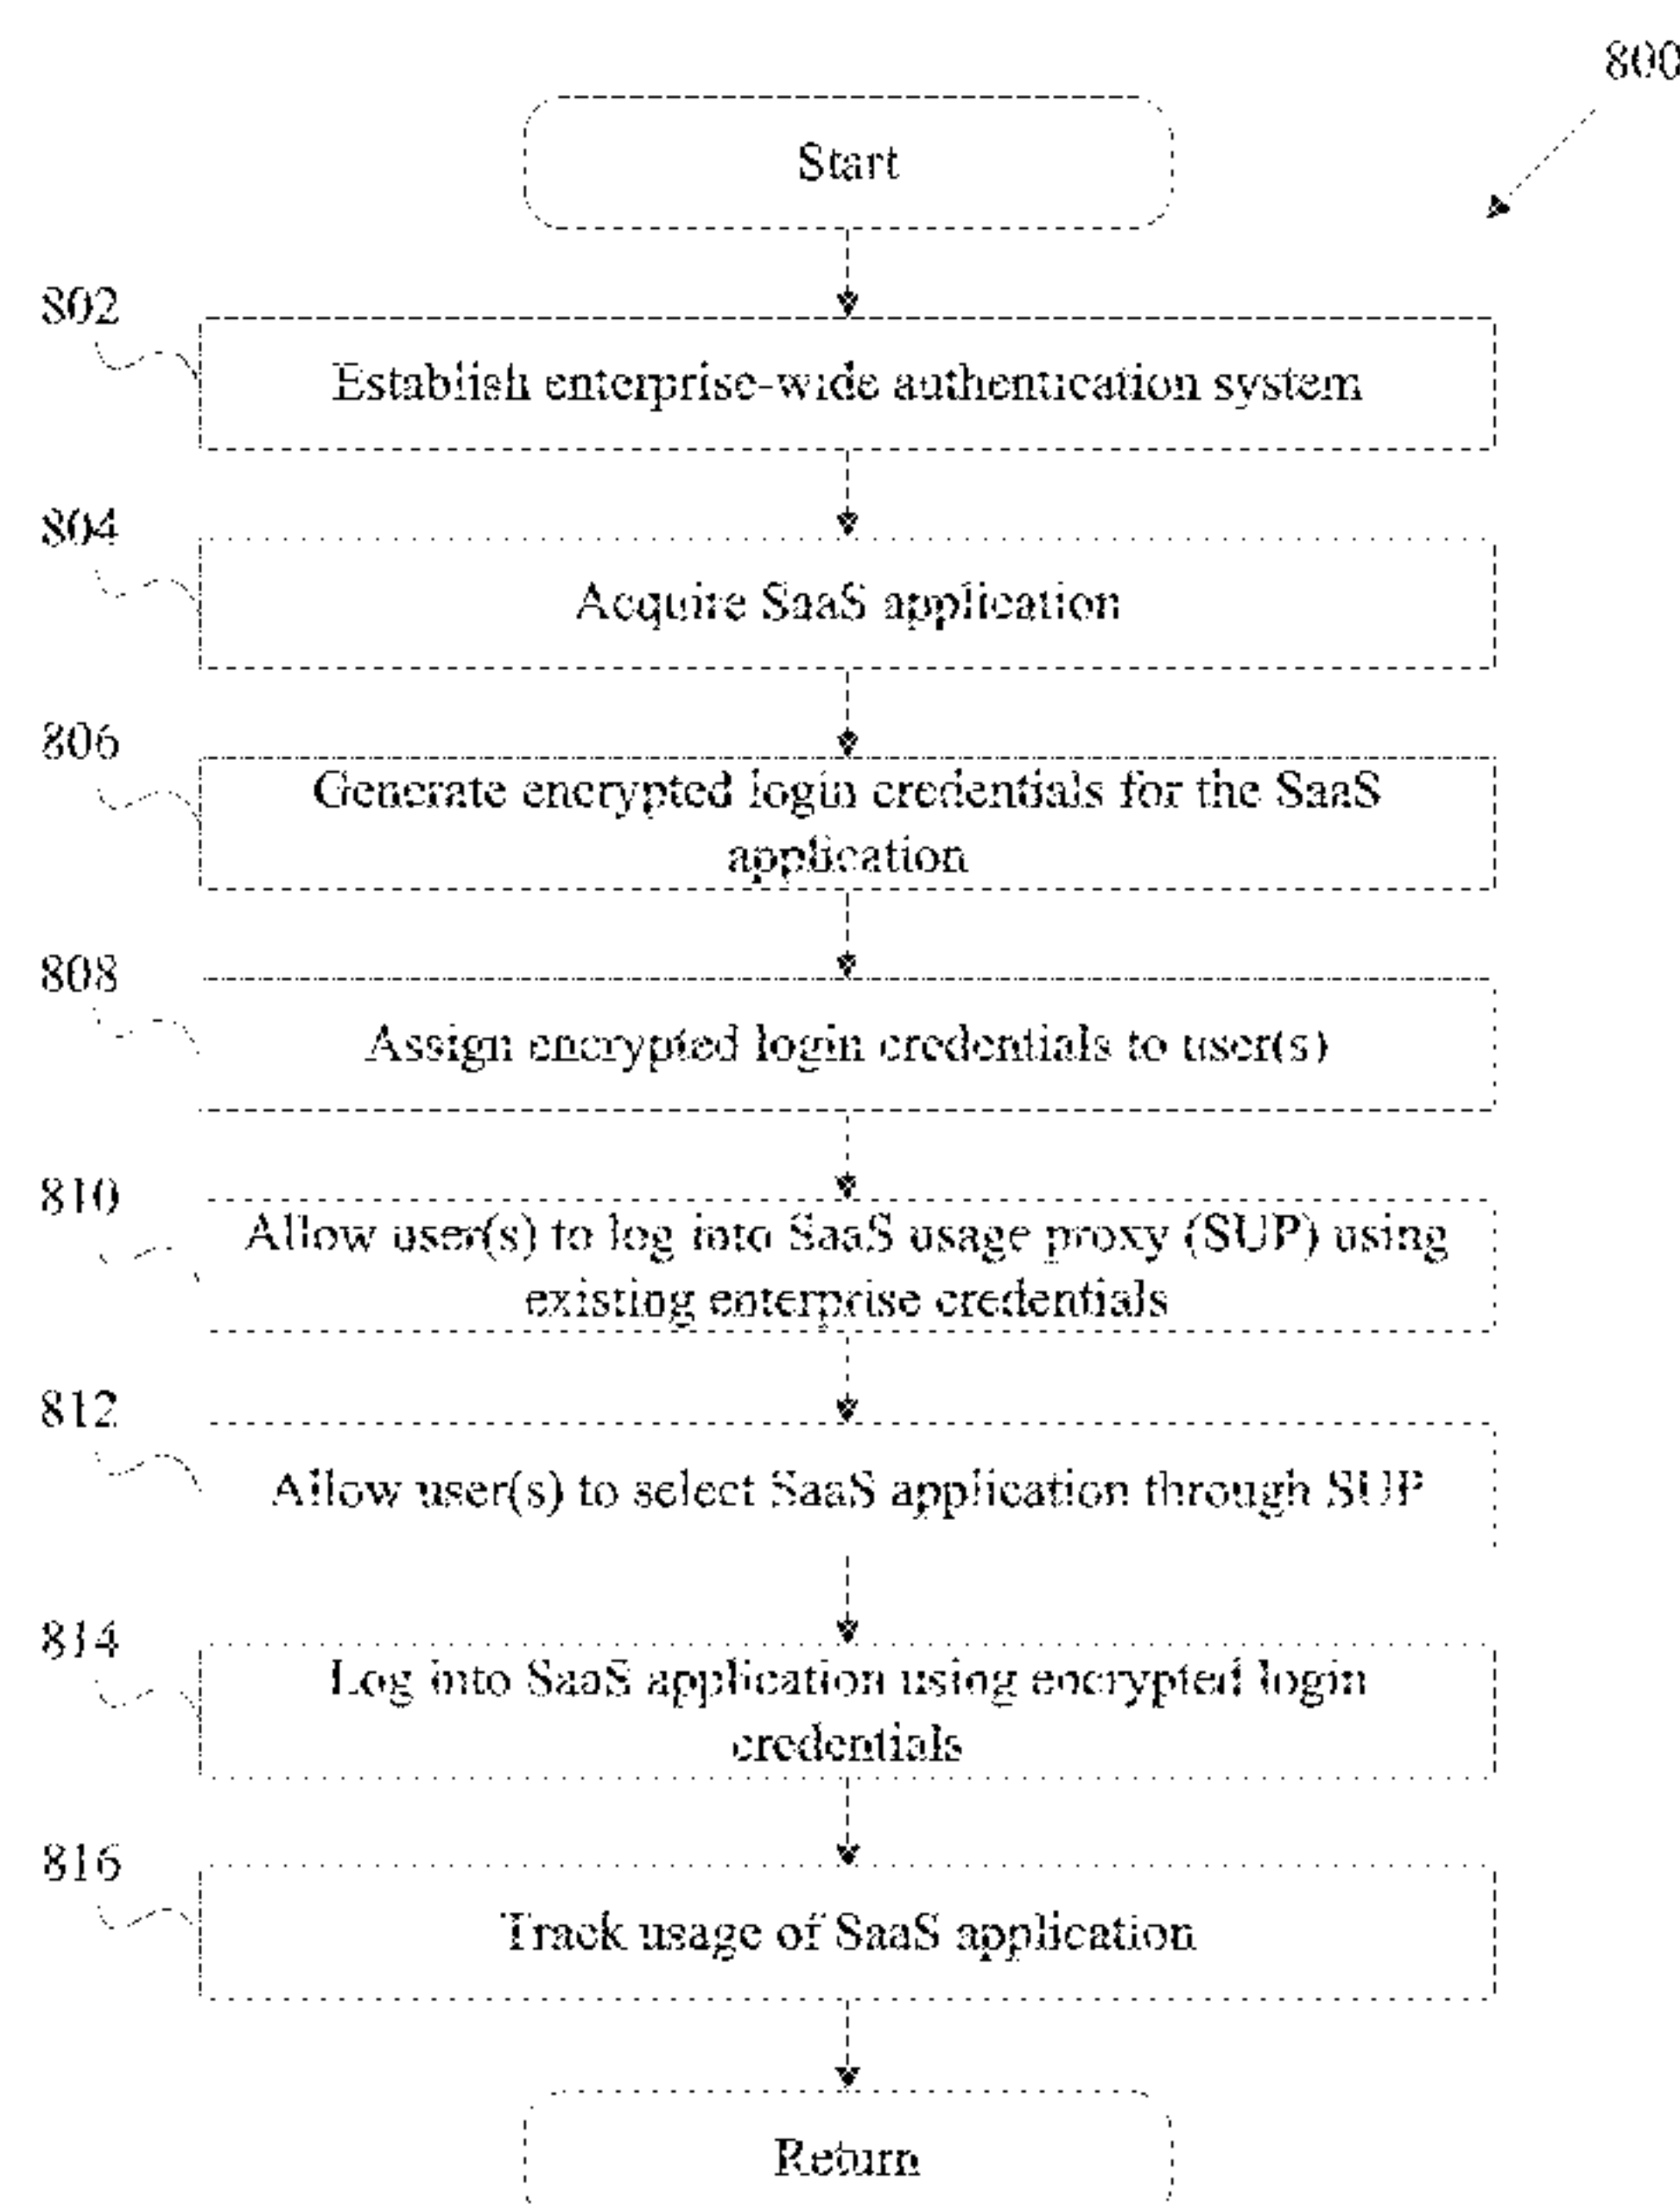 800
Start
802
Establish enterprise-wide authentication system
804
Acquire SaaS application
806
Generate encrypted login credentials for the SaaS
application
808
Assign encrypted login credentials to user(s)
810
Allow user(s) to log into SaaS usage proxy (SUP) using
existing enterprise credentials
812
Allow user(s) to select SaaS application through SUP
814
Log into SaaS application using encrypted login
credentials
816
Track usage of SaaS application
Return